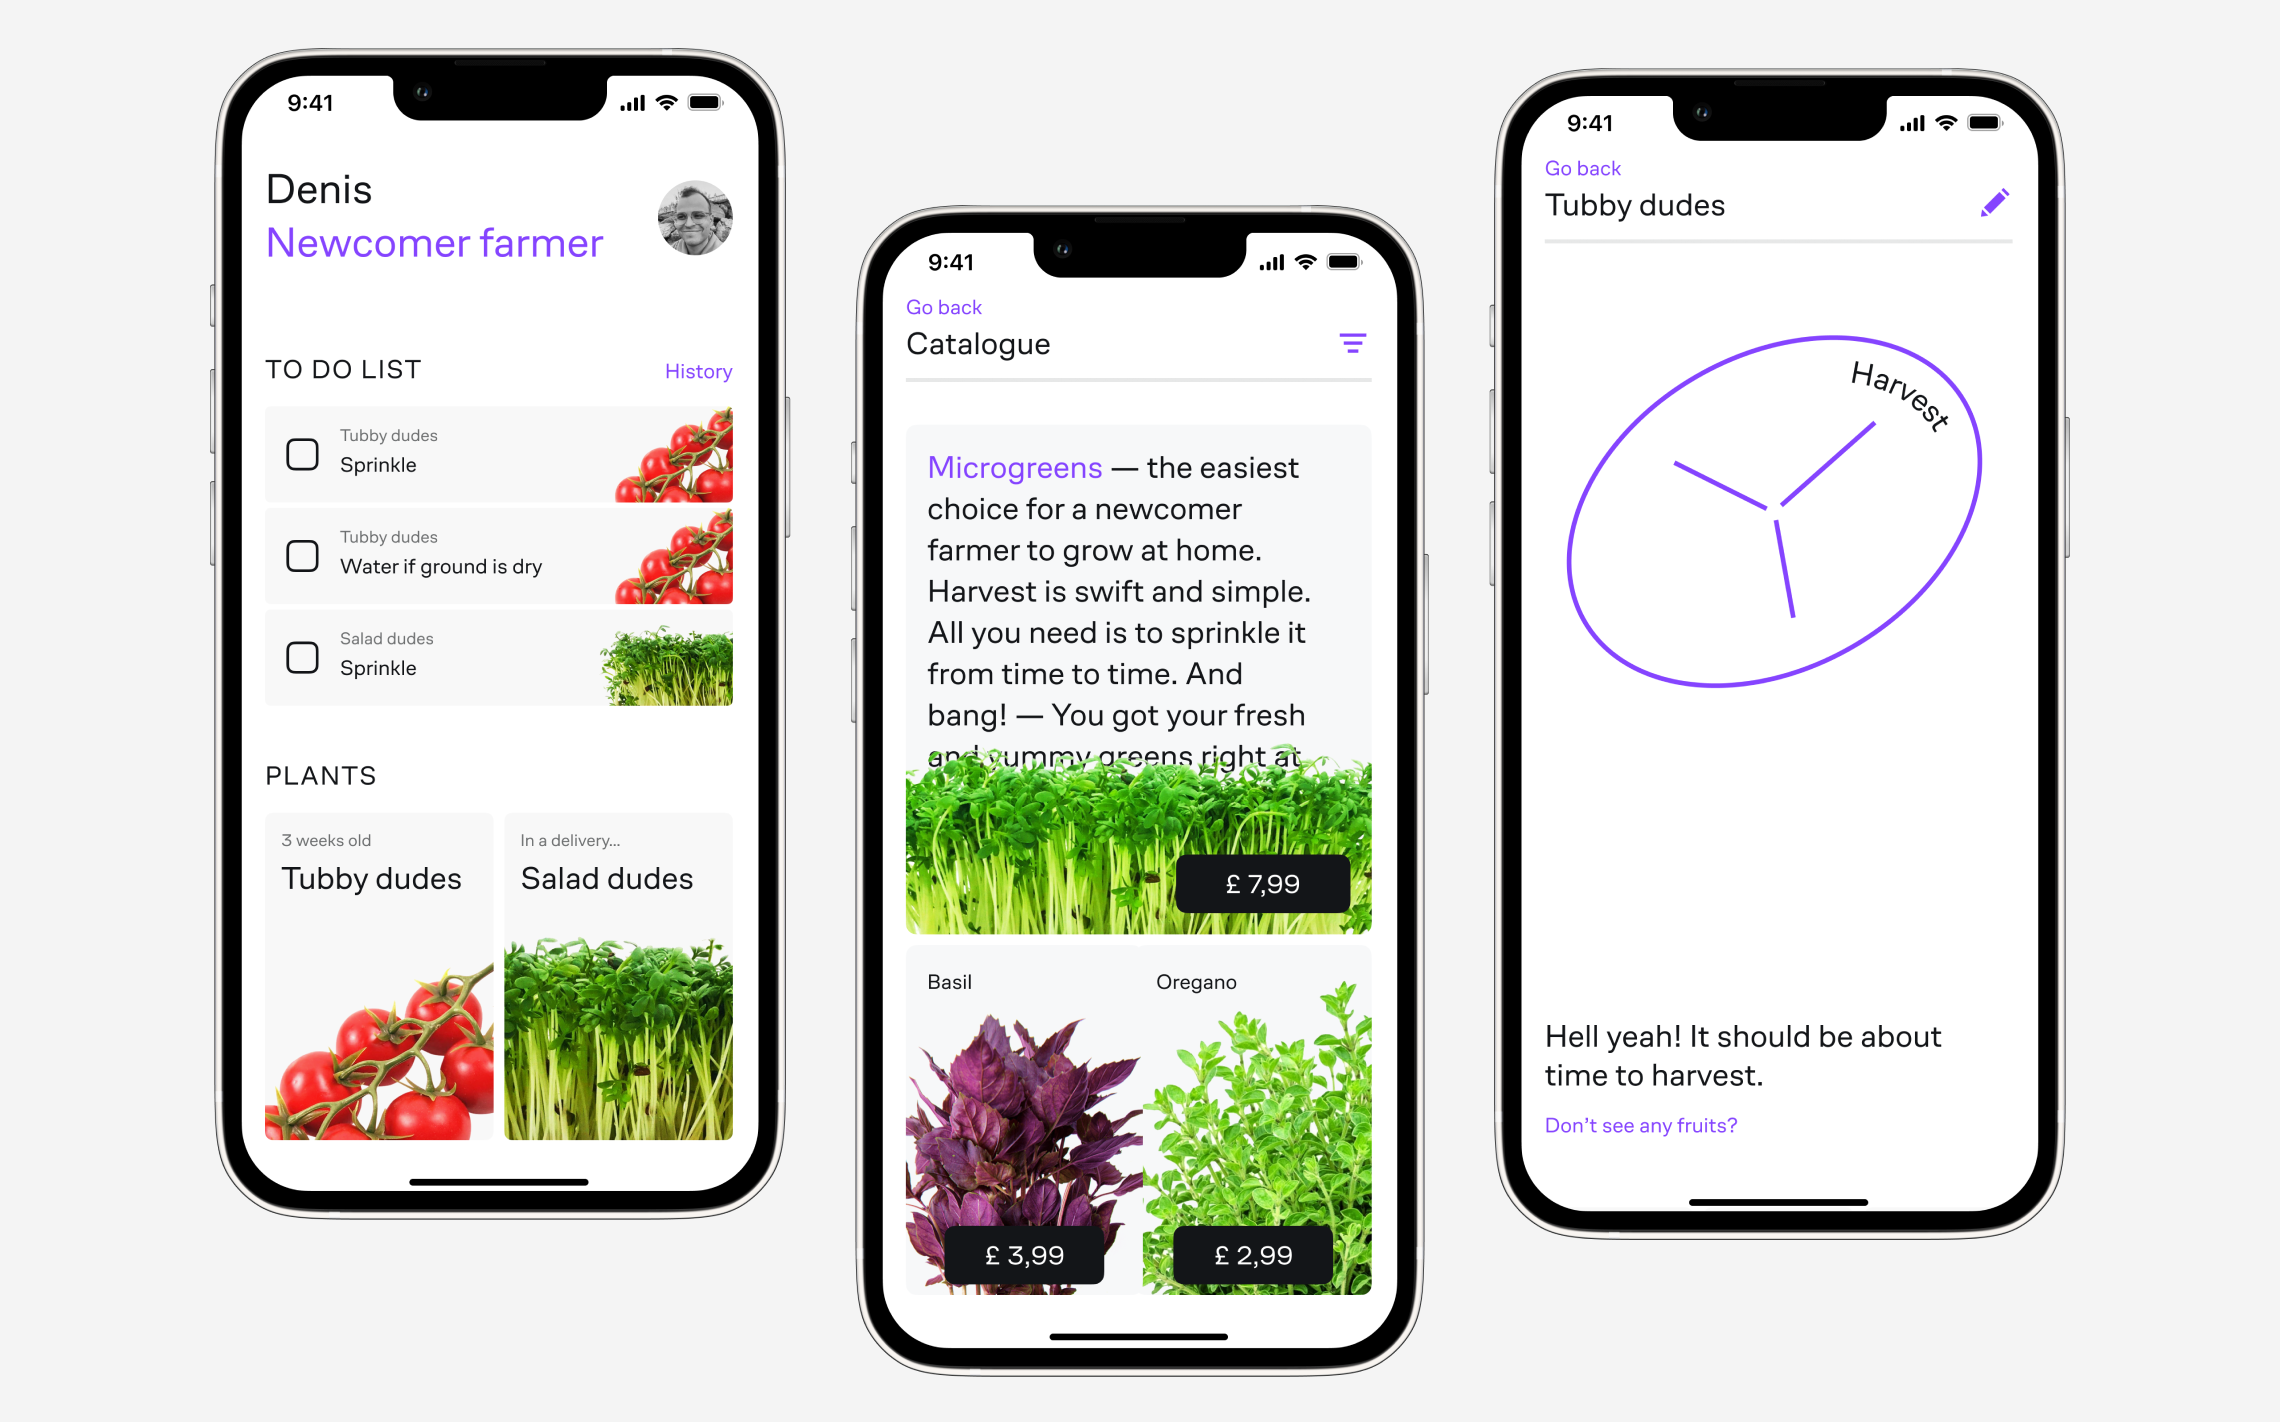 9:41
Denis
Newcomer farmer
TO DO LIST
History
Tubby dudes
Sprinkle
Tubby dudes
Water if ground is dry
Salad dudes
Sprinkle
PLANTS
3 weeks old
Tubby dudes
In a delivery...
Salad dudes
9:41
Go back
Catalogue
Microgreens — the easiest
choice for a newcomer
farmer to grow at home.
Harvest is swift and simple.
All you need is to sprinkle it
from time to time. And
bang! — You got your fresh
and yummy greens right at
£ 7,99
Basil
Oregano
£ 3,99
£ 2,99
9:41
Go back
Tubby dudes
Harvest
Hell yeah! It should be about
time to harvest.
Don’t see any fruits?